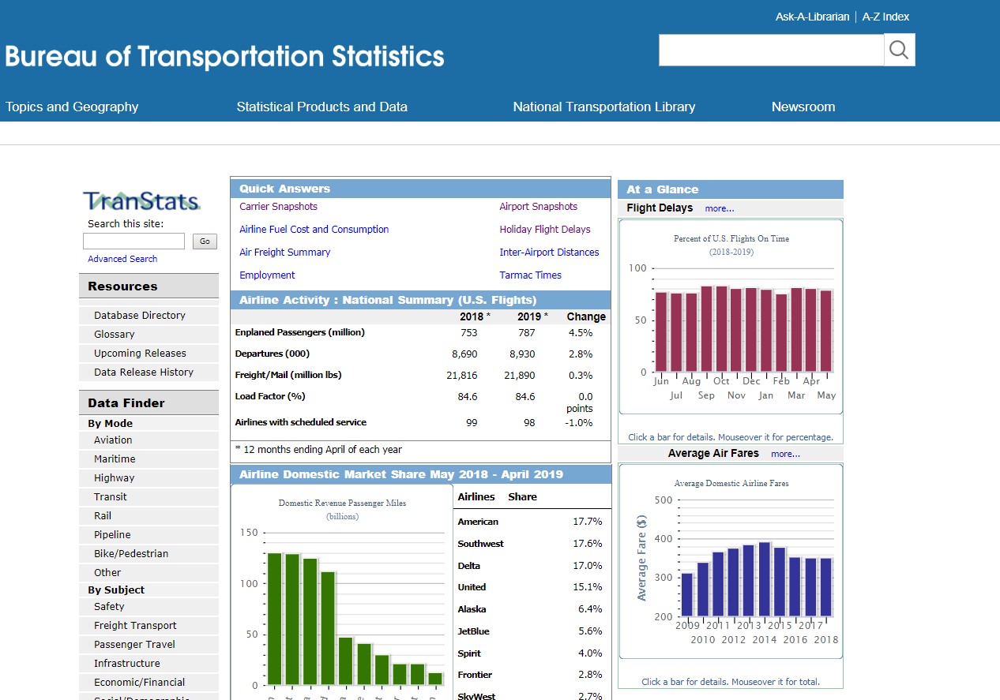 Ask-A-Librarian | A-Z Index
Bureau of Transportation Statistics
Topics and Geography Statistical Products and Data National Transportation Library Newsroom
TranStats
Search this site:
Go
Advanced Search
Resources
Database Directory
Glossary
Upcoming Releases
Data Release History
Data Finder
By Mode
Aviation
Maritime
Highway
Transit
Rail
Pipeline
Bike/Pedestrian
Other
By Subject
Safety
Freight Transport
Passenger Travel
Infrastructure
Economic/Financial
Quick Answers
Carrier Snapshots Airport Snapshots
Airline Fuel Cost and Consumption Holiday Flight Delays
Air Freight Summary Inter-Airport Distances
Employment Tarmac Times
Airline Activity : National Summary (U.S. Flights)
2018 * 2019 * Change
Enplaned Passengers (million) 753 787 4.5%
Departures (000) 8,690 8,930 2.8%
Freight/Mail (million lbs) 21,816 21,890 0.3%
Load Factor (%) 84.6 84.6 0.0
points
Airlines with scheduled service 99 98 -1.0%
* 12 months ending April of each year
Airline Domestic Market Share May 2018 - April 2019
Domestic Revenue Passenger Miles
(billions)
150
100
50
0
Airlines Share
American 17.7%
Southwest 17.6%
Delta 17.0%
United 15.1%
Alaska 6.4%
JetBlue 5.6%
Spirit 4.0%
Frontier 2.8%
SkyWest 2.7%
At a Glance
Flight Delays more...
Percent of U.S. Flights On Time
(2018-2019)
100
50
0
Jun Aug Oct Dec Feb Apr
Jul Sep Nov Jan Mar May
Click a bar for details. Mouseover it for percentage.
Average Air Fares more...
Average Domestic Airline Fares
Average Fare ($)
500
400
300
200
2009 2011 2013 2015 2017
2010 2012 2014 2016 2018
Click a bar for details. Mouseover it for total.